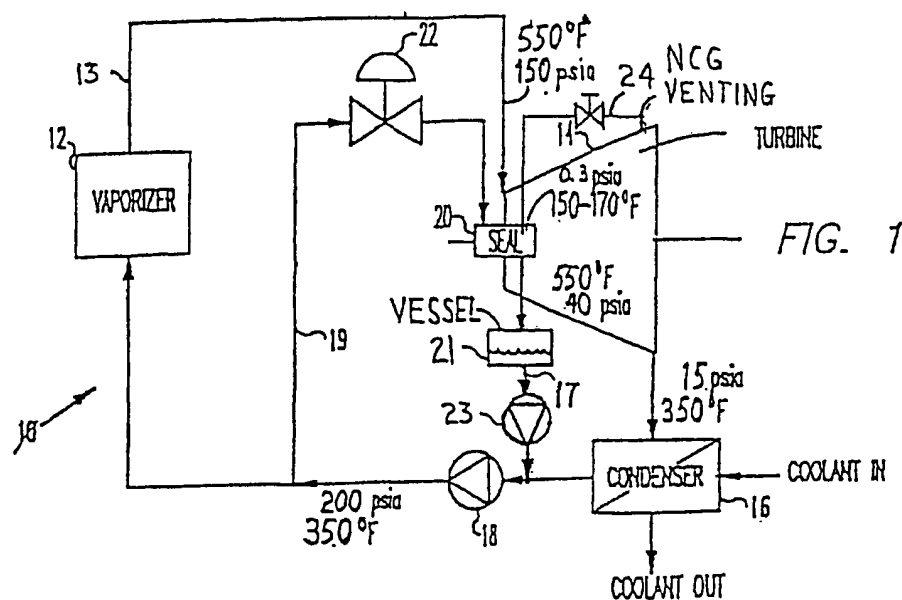 22
550°F
150 psia
NCG
VENTING
24
13
TURBINE
12
VAPORIZER
0.3 psia
150-170°F
20
SEAL
FIG. 1
550°F
40 psia
VESSEL
21
19
17
15 psia
350°F
23
CONDENSER
COOLANT IN
16
200 psia
350°F
18
COOLANT OUT